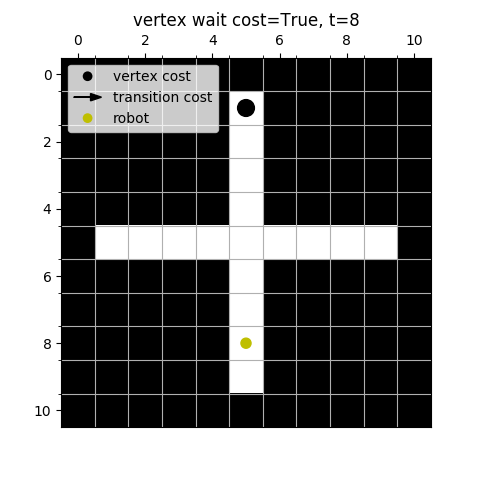 vertex wait cost=True, t=8
0 2 4 6 8 10
vertex cost
transition cost
robot
0
2
4
6
8
10